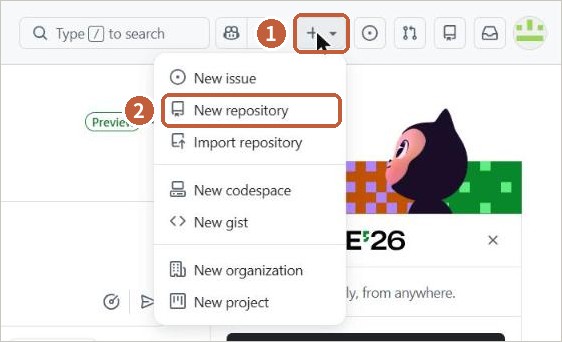 Type / to search
1
New issue
2
New repository
Preview
Import repository
New codespace
New gist
E'26
New organization
ly, from anywhere.
New project